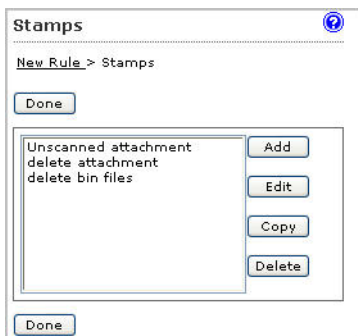 Stamps ?
New Rule > Stamps
Done
Unscanned attachment
delete attachment
delete bin files
Add
Edit
Copy
Delete
Done